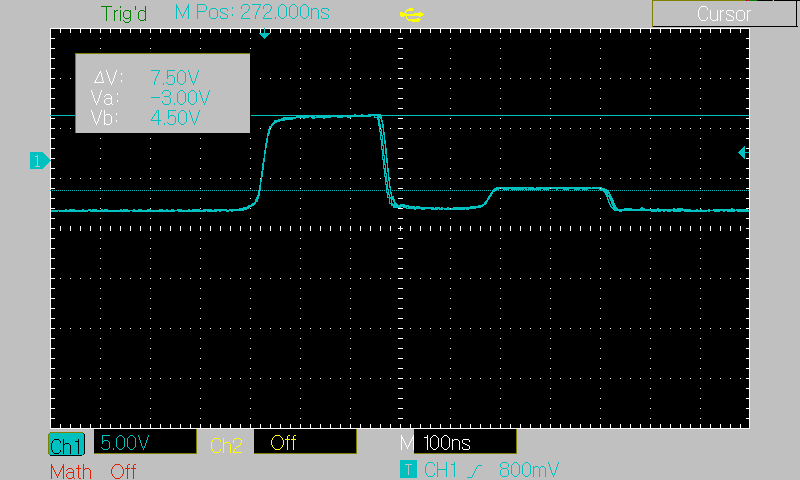 Trig'd M Pos: 272.000ns Cursor
ΔV: 7.50V
Va: -3.00V
Vb: 4.50V
1
Ch1 5.00V Ch2 Off M 100ns
Math Off T CH1 800mV